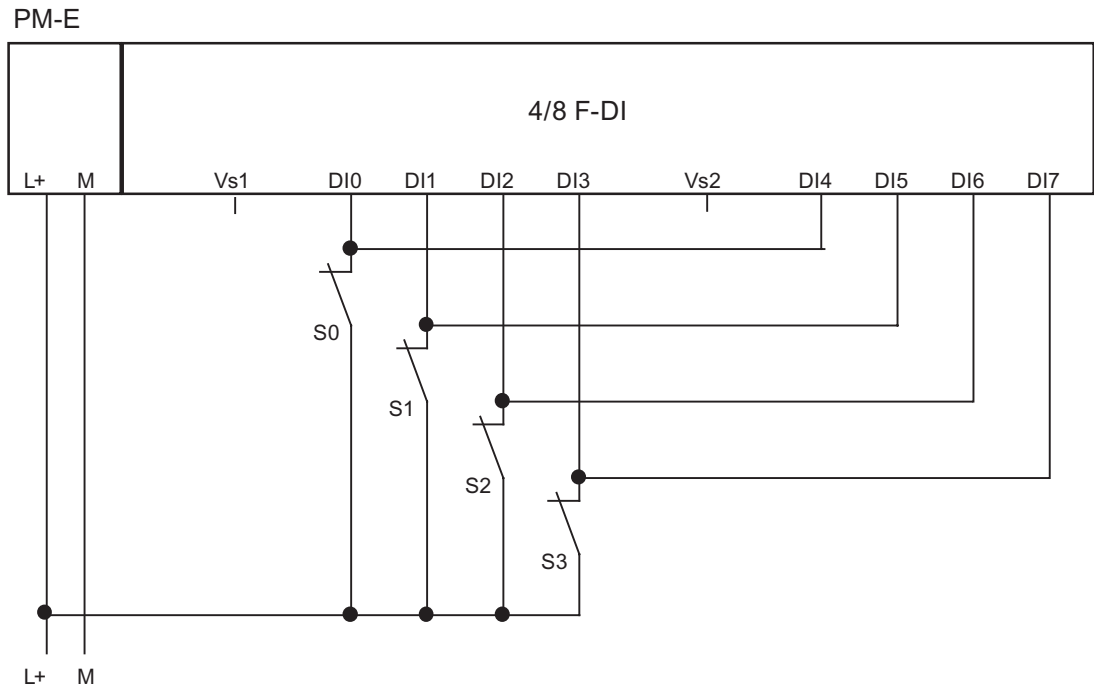 PM-E
4/8 F-DI
L+ M Vs1 DI0 DI1 DI2 DI3 Vs2 DI4 DI5 DI6 DI7
S0
S1
S2
S3
L+ M